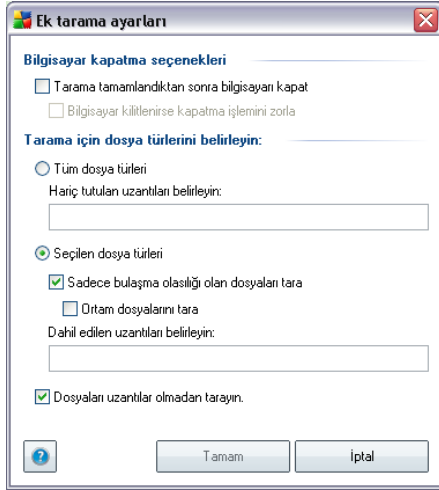 Ek tarama ayarları
Bilgisayar kapatma seçenekleri
Tarama tamamlandıktan sonra bilgisayarı kapat
Bilgisayar kilitlenirse kapatma işlemini zorla
Tarama için dosya türlerini belirleyin:
Tüm dosya türleri
Hariç tutulan uzantıları belirleyin:
Seçilen dosya türleri
Sadece bulaşma olasılığı olan dosyaları tara
Ortam dosyalarını tara
Dahil edilen uzantıları belirleyin:
Dosyaları uzantılar olmadan tarayın.
? Tamam İptal